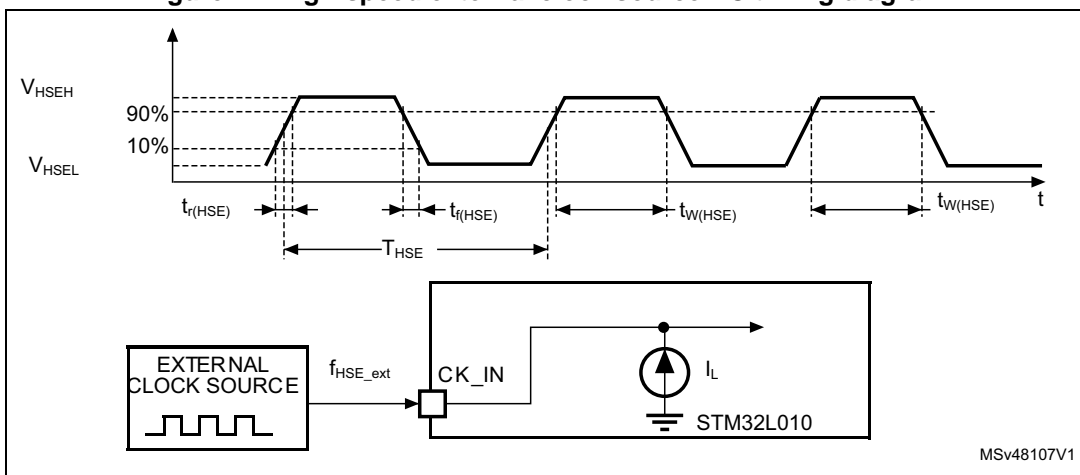 V_HSEH
90%
10%
V_HSEL
t_r(HSE)
t_f(HSE)
t_W(HSE)
t_W(HSE)
t
T_HSE
EXTERNAL
CLOCK SOURCE
f_HSE_ext
CK_IN
I_L
STM32L010
MSv48107V1